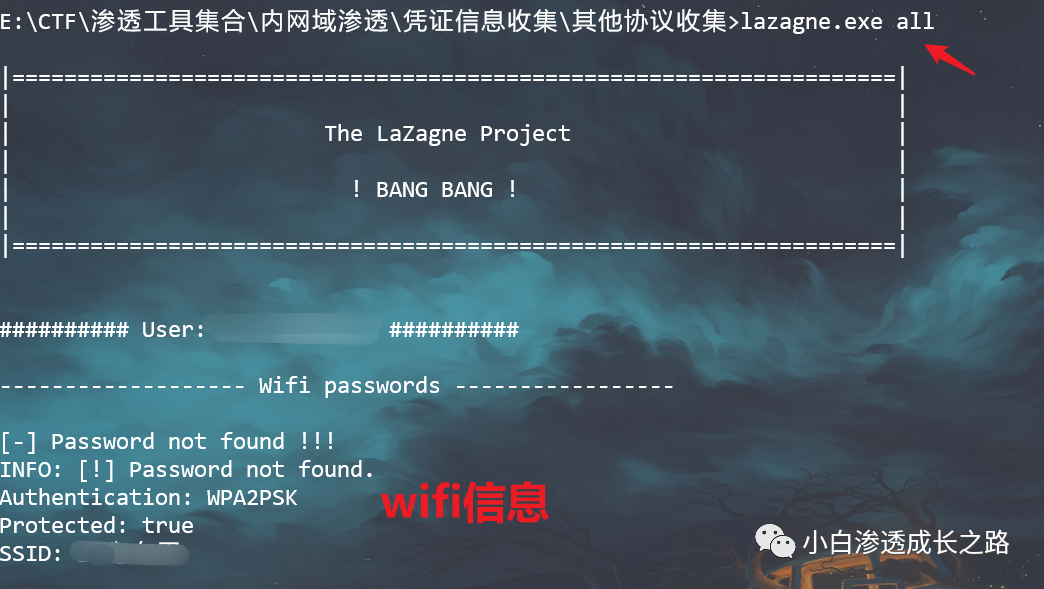 E:\CTF\渗透工具集合\内网域渗透\凭证信息收集\其他协议收集>lazagne.exe all
|====================================================================|
| |
| The LaZagne Project |
| |
| ! BANG BANG ! |
| |
|====================================================================|
########## User: ##########
------------------- Wifi passwords -----------------
[-] Password not found !!!
INFO: [!] Password not found.
Authentication: WPA2PSK
Protected: true
SSID:
wifi信息
小白渗透成长之路